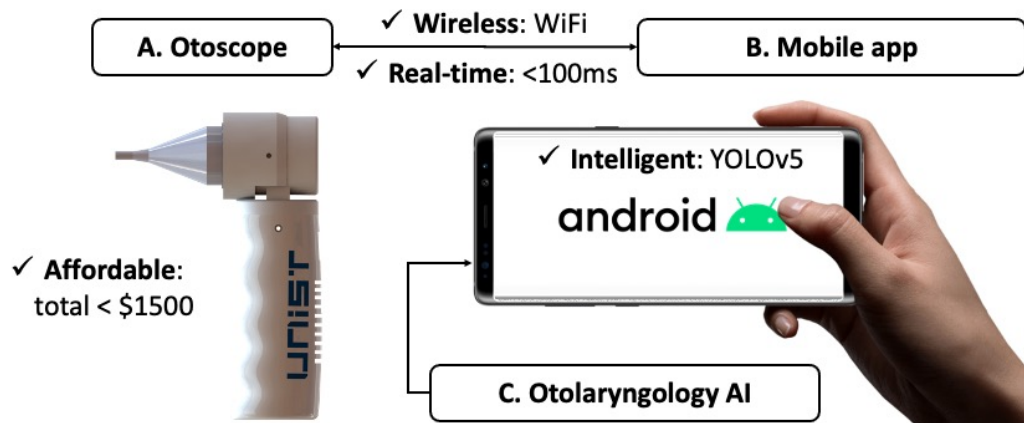 ✓ Wireless: WiFi
A. Otoscope
B. Mobile app
✓ Real-time: <100ms
✓ Intelligent: YOLOv5
android
✓ Affordable:
total < $1500
UNIST
C. Otolaryngology AI